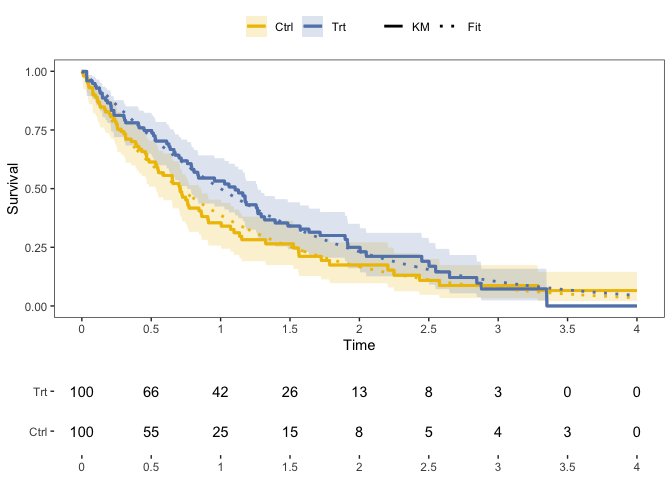 Ctrl Trt KM Fit
1.00
0.75
Survival
0.50
0.25
0.00
0 0.5 1 1.5 2 2.5 3 3.5 4
Time
Trt 100 66 42 26 13 8 3 0 0
Ctrl 100 55 25 15 8 5 4 3 0
0 0.5 1 1.5 2 2.5 3 3.5 4